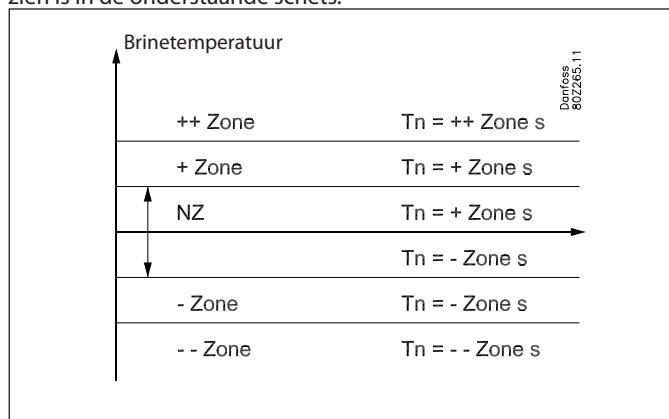 zien is in de onderstaande schets.
Brinetemperatuur
Danfoss
80Z265.11
++ Zone Tn = ++ Zone s
+ Zone Tn = + Zone s
NZ Tn = + Zone s
Tn = - Zone s
- Zone Tn = - Zone s
- - Zone Tn = - - Zone s